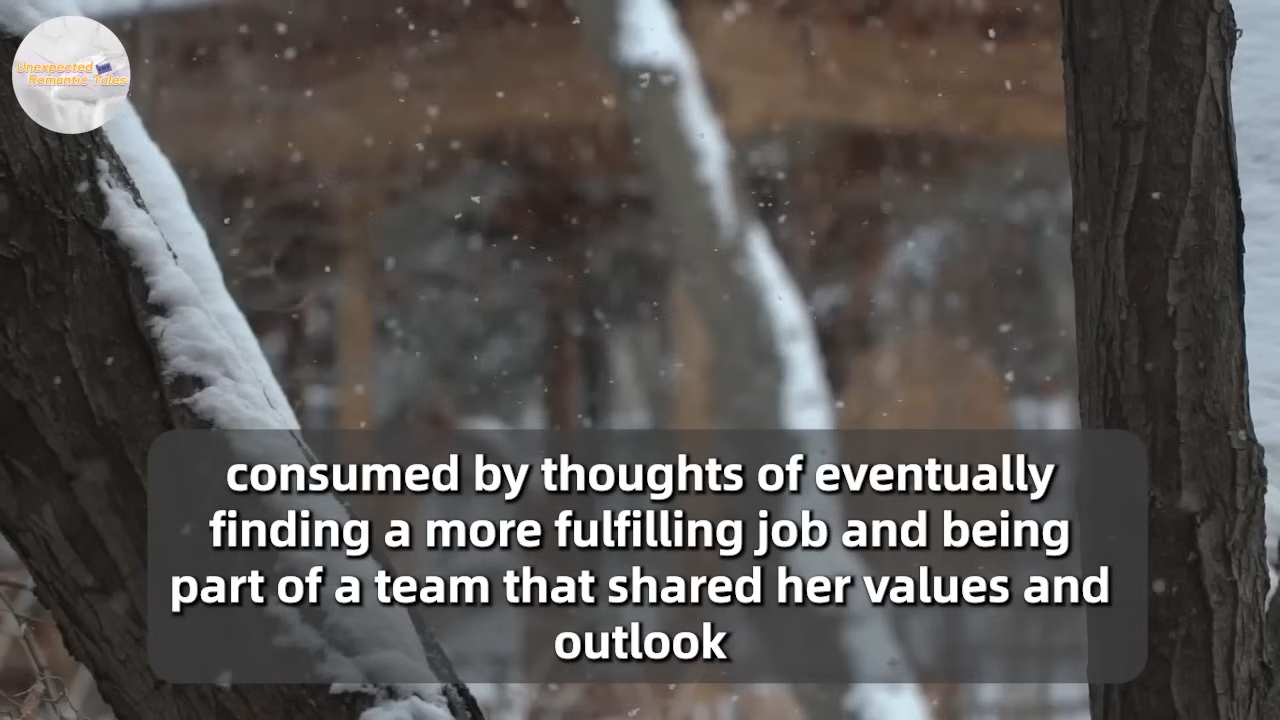 Unexpected
Romantic Tales
consumed by thoughts of eventually
finding a more fulfilling job and being
part of a team that shared her values and
outlook